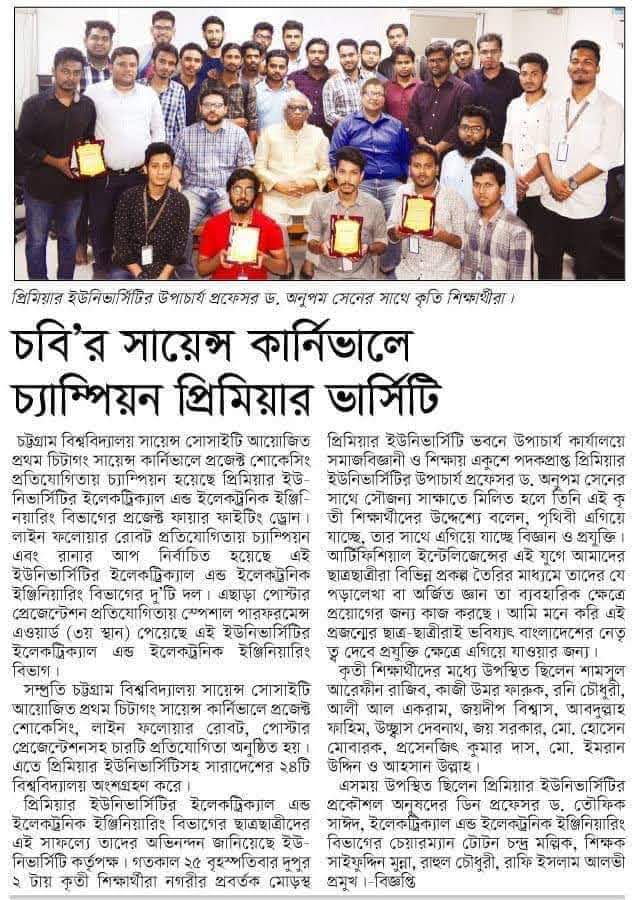 প্রিমিয়ার ইউনিভার্সিটির উপাচার্য প্রফেসর ড. অনুপম সেনের সাথে কৃতি শিক্ষার্থীরা।
চবি'র সায়েন্স কার্নিভালে
চ্যাম্পিয়ন প্রিমিয়ার ভার্সিটি
চট্টগ্রাম বিশ্ববিদ্যালয় সায়েন্স সোসাইটি আয়োজিত
প্রথম চিটাগং সায়েন্স কার্নিভালে প্রজেক্ট শোকেসিং
প্রতিযোগিতায় চ্যাম্পিয়ন হয়েছে প্রিমিয়ার ইউ-
নিভার্সিটির ইলেকট্রিক্যাল এন্ড ইলেকট্রনিক ইঞ্জি-
নিয়ারিং বিভাগের প্রজেক্ট ফায়ার ফাইটিং ড্রোন।
লাইন ফলোয়ার রোবট প্রতিযোগিতায় চ্যাম্পিয়ন
এবং রানার আপ নির্বাচিত হয়েছে এই
ইউনিভার্সিটির ইলেকট্রিক্যাল এন্ড ইলেকট্রনিক
ইঞ্জিনিয়ারিং বিভাগের দু'টি দল। এছাড়া পোস্টার
প্রেজেন্টেশন প্রতিযোগিতায় স্পেশাল পারফরমেন্স
এওয়ার্ড (৩য় স্থান) পেয়েছে এই ইউনিভার্সিটির
ইলেকট্রিক্যাল এন্ড ইলেকট্রনিক ইঞ্জিনিয়ারিং
বিভাগ।
সম্প্রতি চট্টগ্রাম বিশ্ববিদ্যালয় সায়েন্স সোসাইটি
আয়োজিত প্রথম চিটাগং সায়েন্স কার্নিভালে প্রজেক্ট
শোকেসিং, লাইন ফলোয়ার রোবট, পোস্টার
প্রেজেন্টেশনসহ চারটি প্রতিযোগিতা অনুষ্ঠিত হয়।
এতে প্রিমিয়ার ইউনিভার্সিটিসহ সারাদেশের ২৪টি
বিশ্ববিদ্যালয় অংশগ্রহণ করে।
প্রিমিয়ার ইউনিভার্সিটির ইলেকট্রিক্যাল এন্ড
ইলেকট্রনিক ইঞ্জিনিয়ারিং বিভাগের ছাত্রছাত্রীদের
এই সাফল্যে তাদের অভিনন্দন জানিয়েছে ইউ-
নিভার্সিটি কর্তৃপক্ষ। গতকাল ২৫ বৃহস্পতিবার দুপুর
২ টায় কৃতী শিক্ষার্থীরা নগরীর প্রবর্তক মোড়স্থ
প্রিমিয়ার ইউনিভার্সিটি ভবনে উপাচার্য কার্যালয়ে
সমাজবিজ্ঞানী ও শিক্ষায় একুশে পদকপ্রাপ্ত প্রিমিয়ার
ইউনিভার্সিটির উপাচার্য প্রফেসর ড. অনুপম সেনের
সাথে সৌজন্য সাক্ষাতে মিলিত হলে তিনি এই কৃ
তী শিক্ষার্থীদের উদ্দেশ্যে বলেন, পৃথিবী এগিয়ে
যাচ্ছে, তার সাথে এগিয়ে যাচ্ছে বিজ্ঞান ও প্রযুক্তি।
আর্টিফিশিয়াল ইন্টেলিজেন্সের এই যুগে আমাদের
ছাত্রছাত্রীরা বিভিন্ন প্রকল্প তৈরির মাধ্যমে তাদের যে
পড়ালেখা বা অর্জিত জ্ঞান তা ব্যবহারিক ক্ষেত্রে
প্রয়োগের জন্য কাজ করছে। আমি মনে করি এই
প্রজন্মের ছাত্র-ছাত্রীরাই ভবিষ্যৎ বাংলাদেশের নেতৃ
ত্ব দেবে প্রযুক্তি ক্ষেত্রে এগিয়ে যাওয়ার জন্য।
কৃতী শিক্ষার্থীদের মধ্যে উপস্থিত ছিলেন শামসুল
আরেফীন রাজিব, কাজী উমর ফারুক, রনি চৌধুরী,
আলী আল একরাম, জয়দীপ বিশ্বাস, আবদুল্লাহ
ফাহিম, উচ্ছ্বাস দেবনাথ, জয় সরকার, মো. হোসেন
মোবারক, প্রসেনজিৎ কুমার দাস, মো. ইমরান
উদ্দিন ও আহসান উল্লাহ।
এসময় উপস্থিত ছিলেন প্রিমিয়ার ইউনিভার্সিটির
প্রকৌশল অনুষদের ডিন প্রফেসর ড. তৌফিক
সাঈদ, ইলেকট্রিক্যাল এন্ড ইলেকট্রনিক ইঞ্জিনিয়ারিং
বিভাগের চেয়ারম্যান টোটন চন্দ্র মল্লিক, শিক্ষক
সাইফুদ্দিন মুন্না, রাহুল চৌধুরী, রাফি ইসলাম আলভী
প্রমুখ।-বিজ্ঞপ্তি